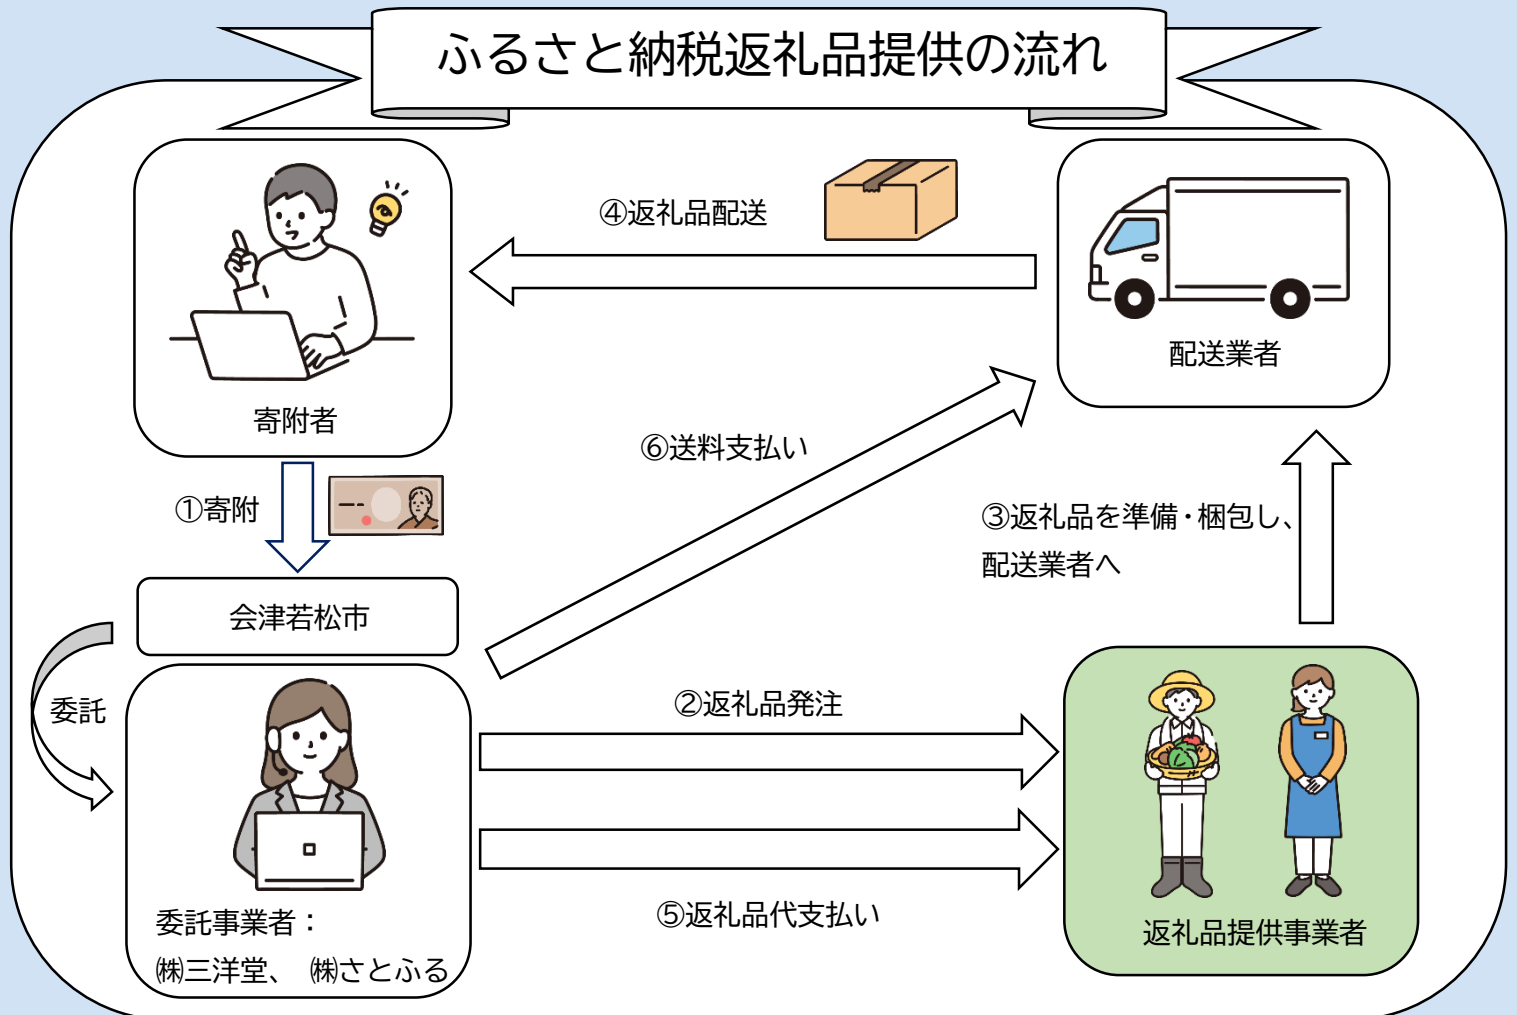 ふるさと納税返礼品提供の流れ
④返礼品配送
配送業者
寄附者
⑥送料支払い
①寄附
③返礼品を準備・梱包し、
配送業者へ
会津若松市
委託
②返礼品発注
委託事業者：
㈱三洋堂、 ㈱さとふる
⑤返礼品代支払い
返礼品提供事業者